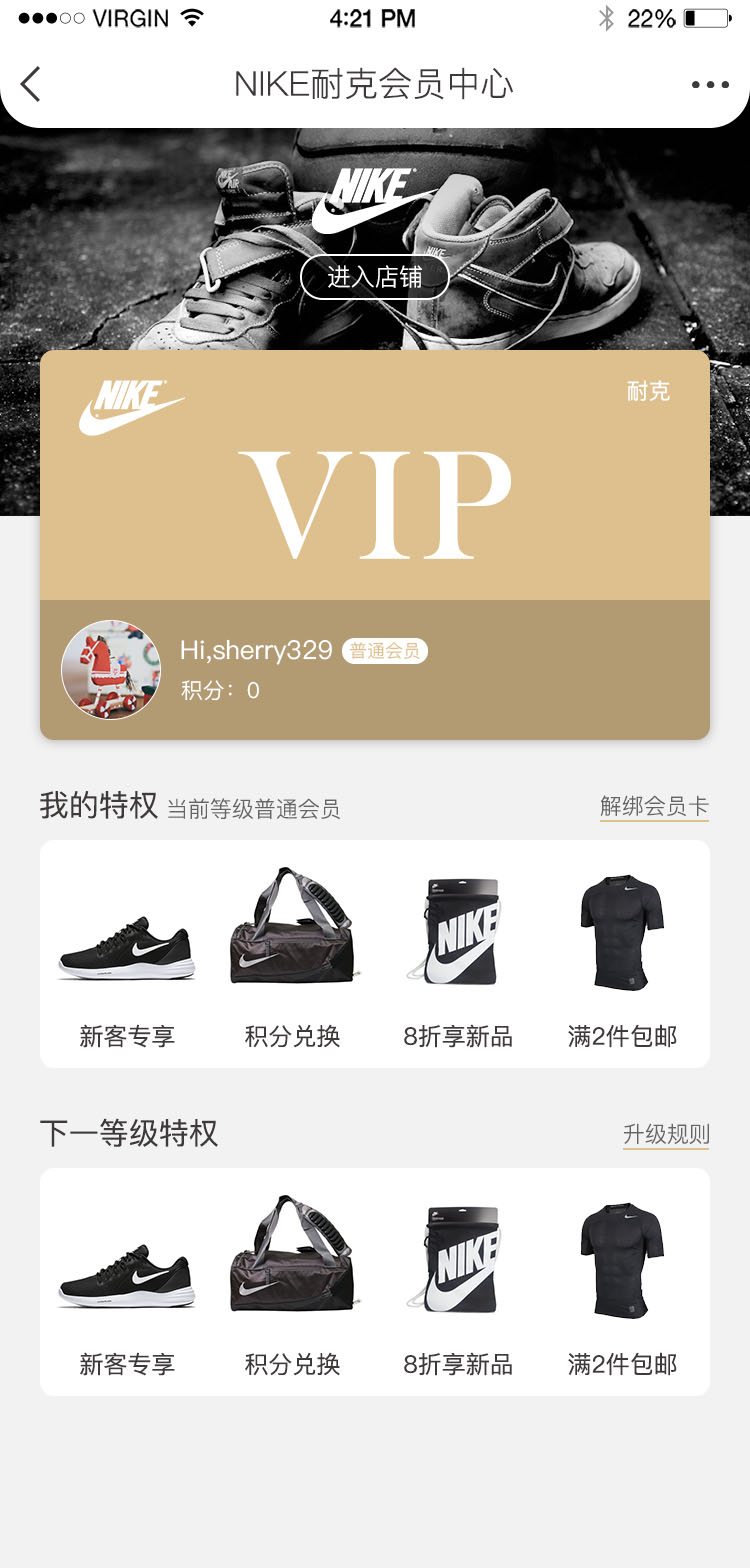 VIRGIN 4:21 PM 22%
NIKE耐克会员中心
NIKE
进入店铺
NIKE 耐克
VIP
Hi,sherry329 普通会员
积分：0
我的特权 当前等级普通会员 解绑会员卡
NIKE
新客专享 积分兑换 8折享新品 满2件包邮
下一等级特权 升级规则
NIKE
新客专享 积分兑换 8折享新品 满2件包邮